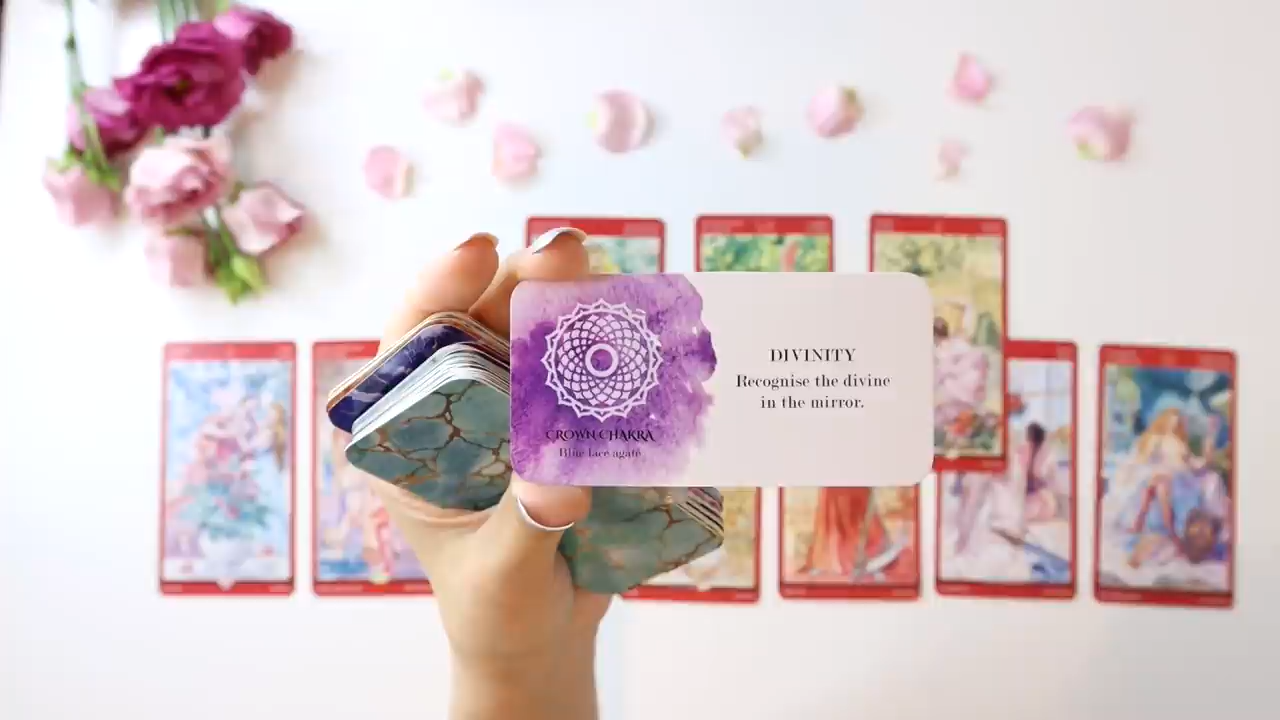 CROWN CHAKRA
Blue lace agate
DIVINITY
Recognise the divine
in the mirror.